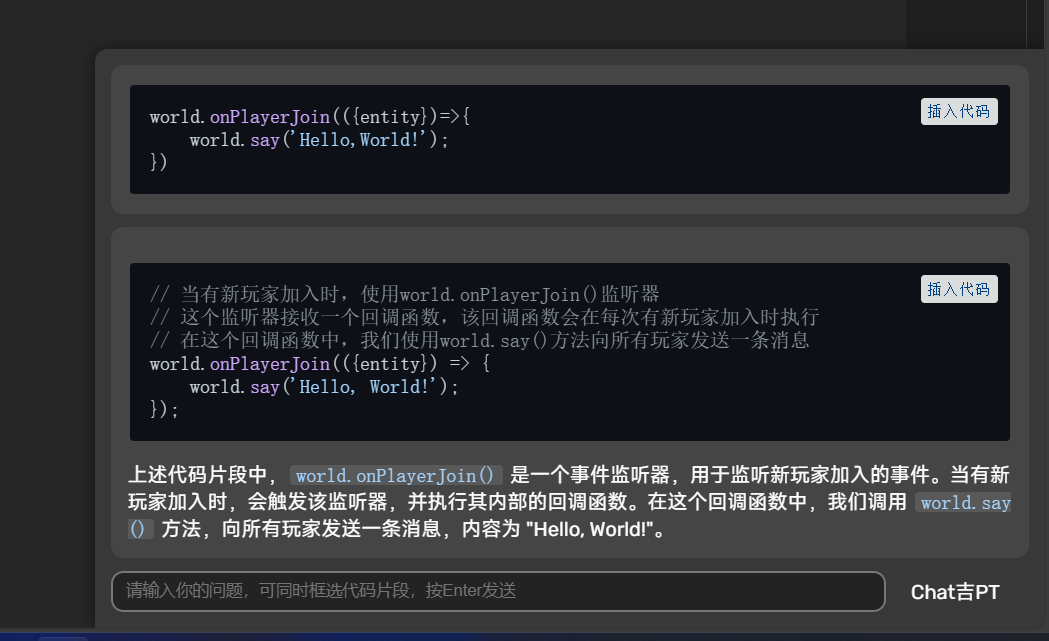 world.onPlayerJoin(({entity})=>{
插入代码
    world.say('Hello,World!');
})
// 当有新玩家加入时，使用world.onPlayerJoin()监听器
插入代码
// 这个监听器接收一个回调函数，该回调函数会在每次有新玩家加入时执行
// 在这个回调函数中，我们使用world.say()方法向所有玩家发送一条消息
world.onPlayerJoin(({entity}) => {
    world.say('Hello, World!');
});
上述代码片段中， world.onPlayerJoin() 是一个事件监听器，用于监听新玩家加入的事件。当有新
玩家加入时，会触发该监听器，并执行其内部的回调函数。在这个回调函数中，我们调用 world.say
() 方法，向所有玩家发送一条消息，内容为 "Hello, World!"。
请输入你的问题，可同时框选代码片段，按Enter发送
Chat吉PT